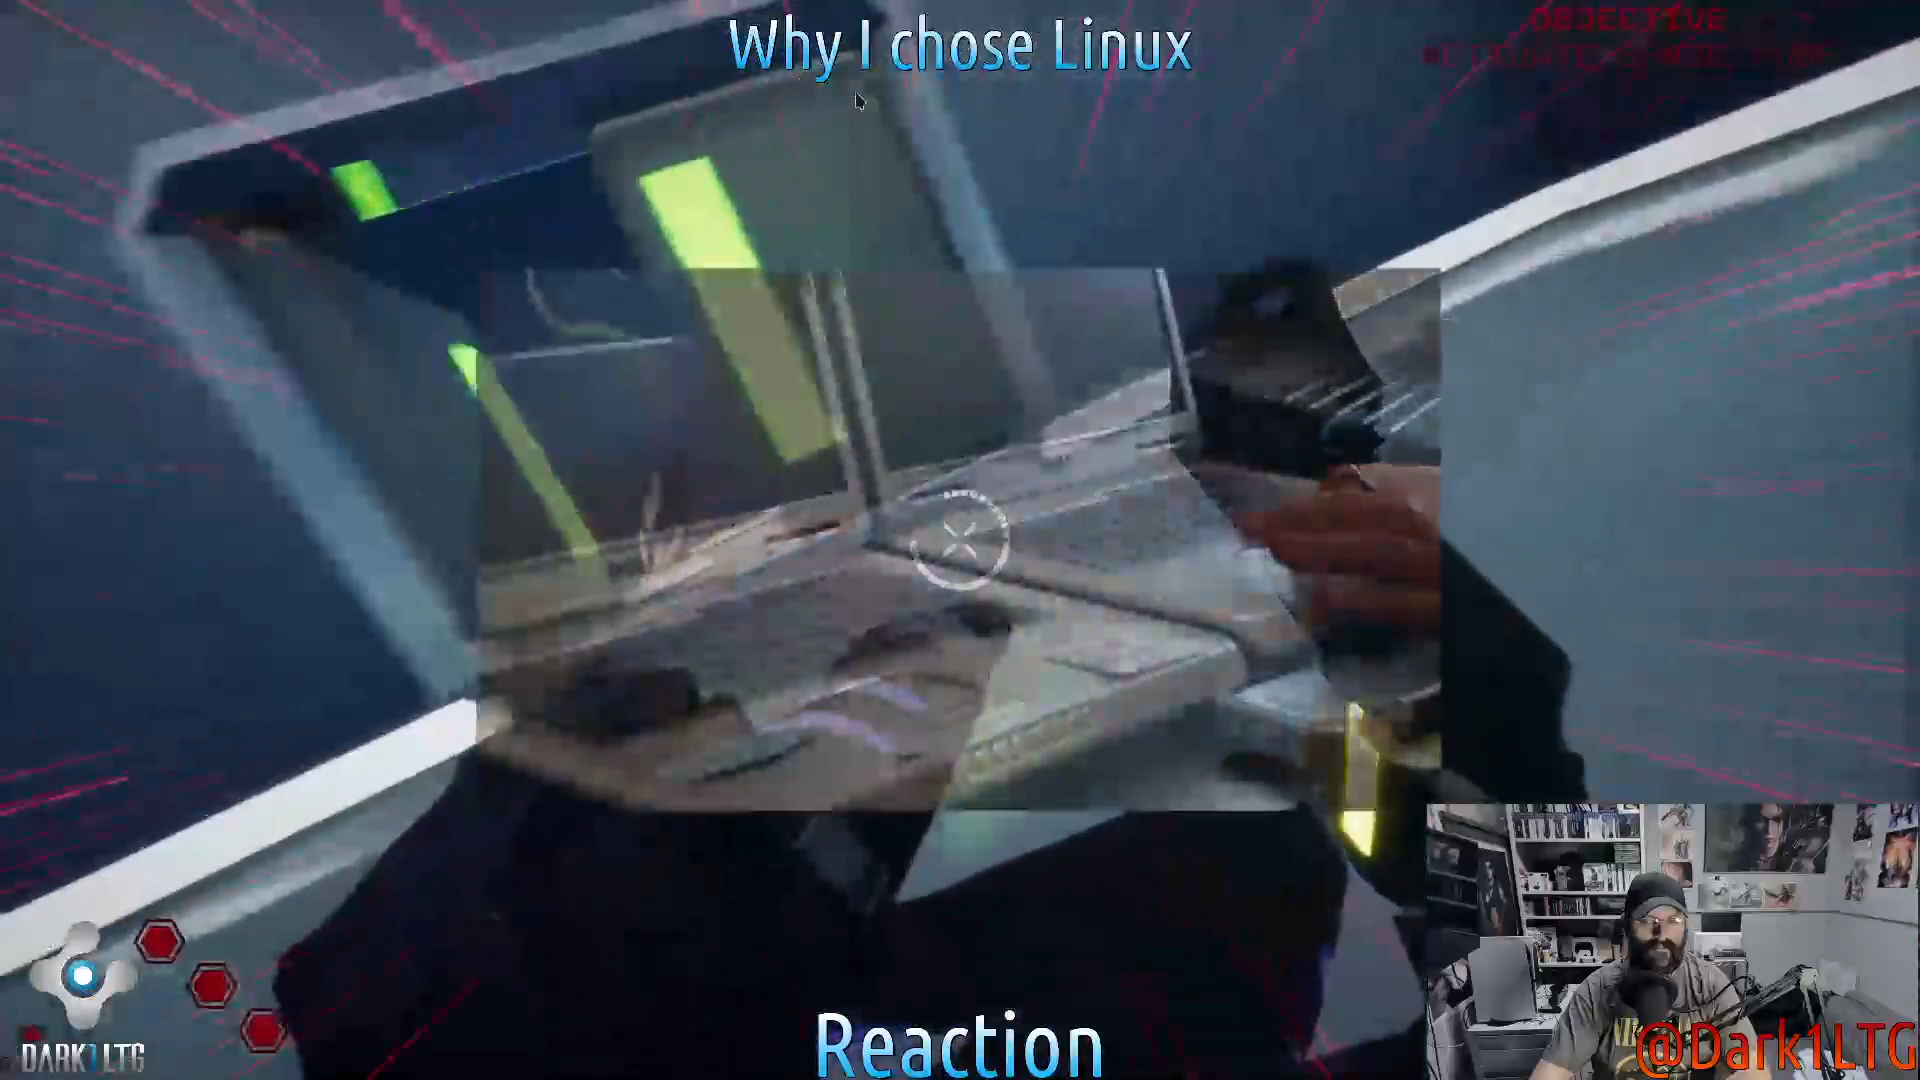 Why I chose Linux
OBJECTIVE
Reaction
DARK1LTG
@Dark1LTG